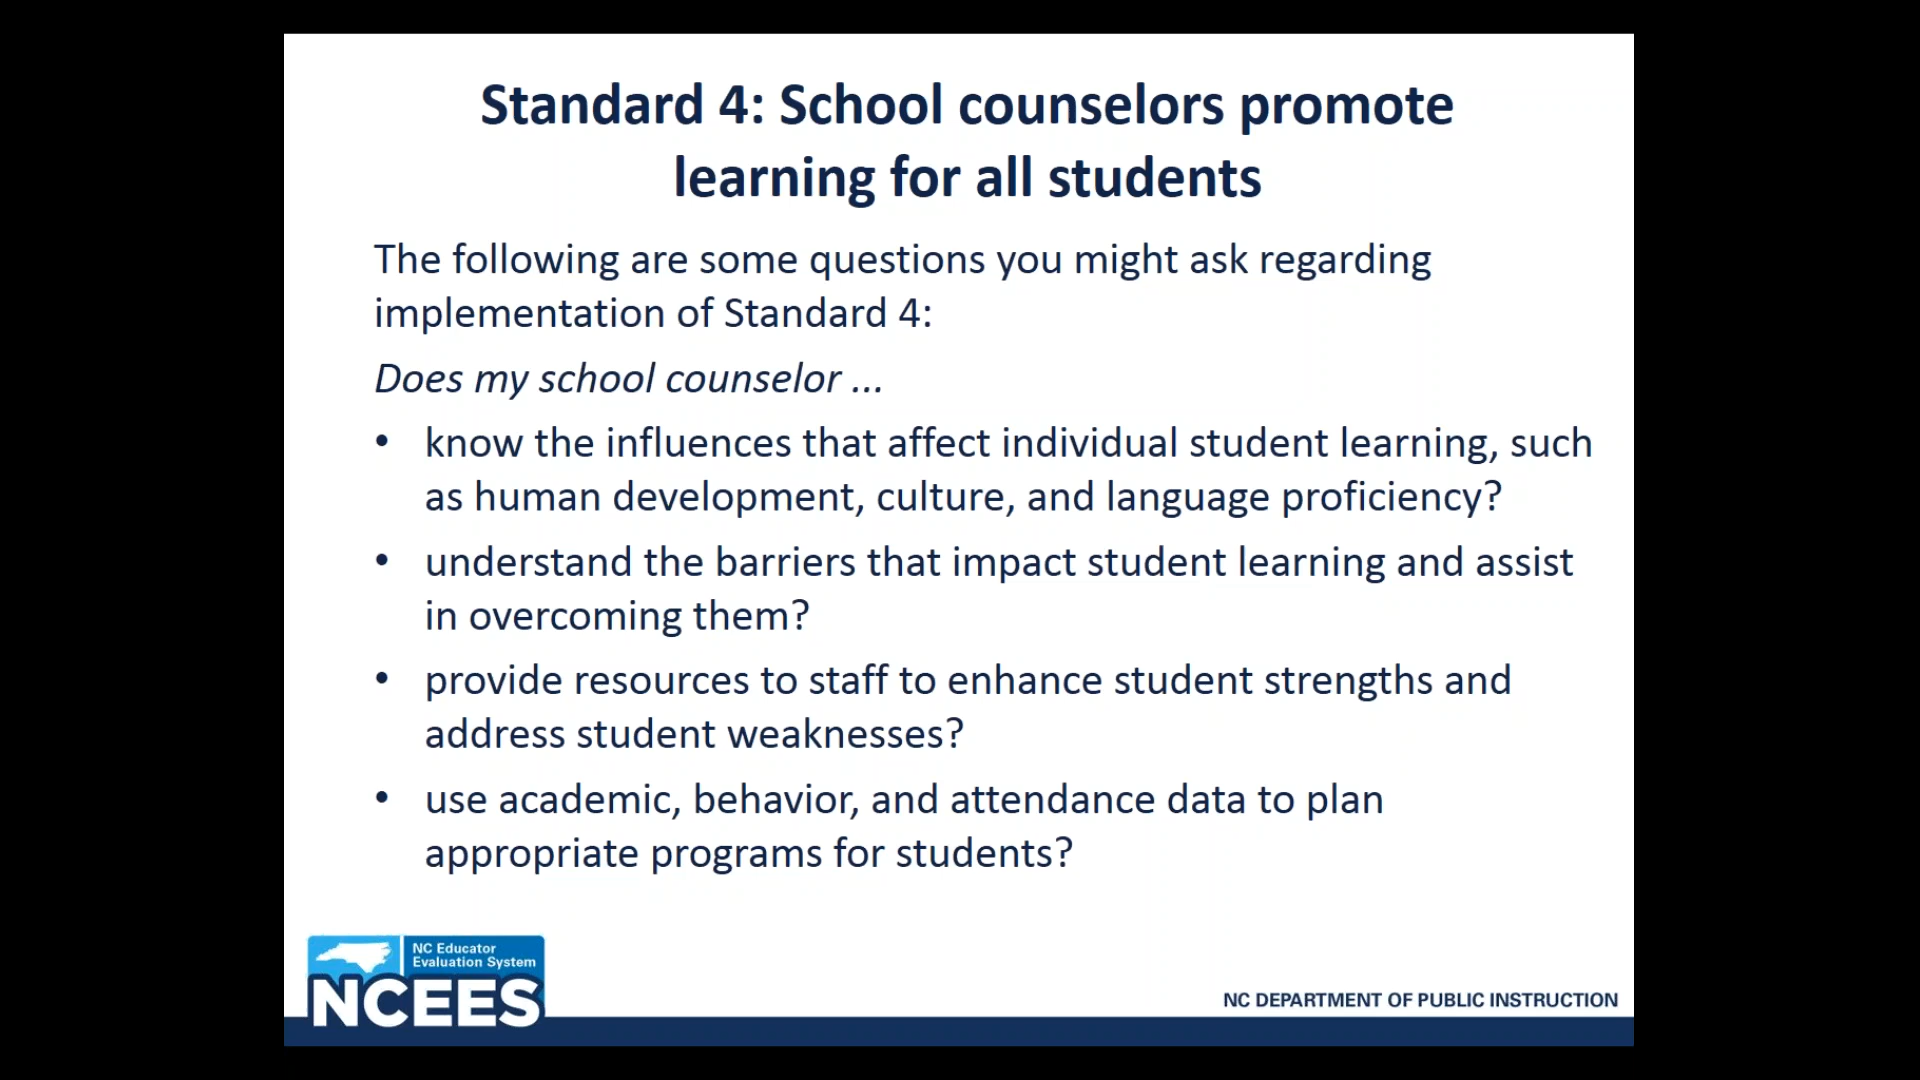 Standard 4: School counselors promote
learning for all students
The following are some questions you might ask regarding
implementation of Standard 4:
Does my school counselor ...
• know the influences that affect individual student learning, such
as human development, culture, and language proficiency?
• understand the barriers that impact student learning and assist
in overcoming them?
• provide resources to staff to enhance student strengths and
address student weaknesses?
• use academic, behavior, and attendance data to plan
appropriate programs for students?
NC Educator
Evaluation System
NCEES
NC DEPARTMENT OF PUBLIC INSTRUCTION